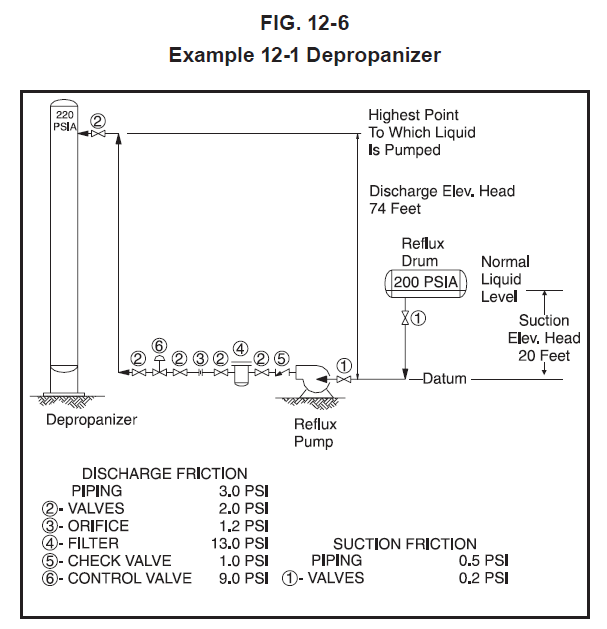 FIG. 12-6
Example 12-1 Depropanizer
220
PSIA
②
Highest Point
To Which Liquid
Is Pumped
Discharge Elev. Head
74 Feet
Reflux
Drum
200 PSIA
Normal
Liquid
Level
①
Suction
Elev. Head
20 Feet
② ⑥ ② ③ ② ④ ② ⑤ ①
Datum
Depropanizer
Reflux
Pump
DISCHARGE FRICTION
PIPING 3.0 PSI
②- VALVES 2.0 PSI
③- ORIFICE 1.2 PSI
④- FILTER 13.0 PSI
⑤- CHECK VALVE 1.0 PSI
⑥- CONTROL VALVE 9.0 PSI
SUCTION FRICTION
PIPING 0.5 PSI
①- VALVES 0.2 PSI